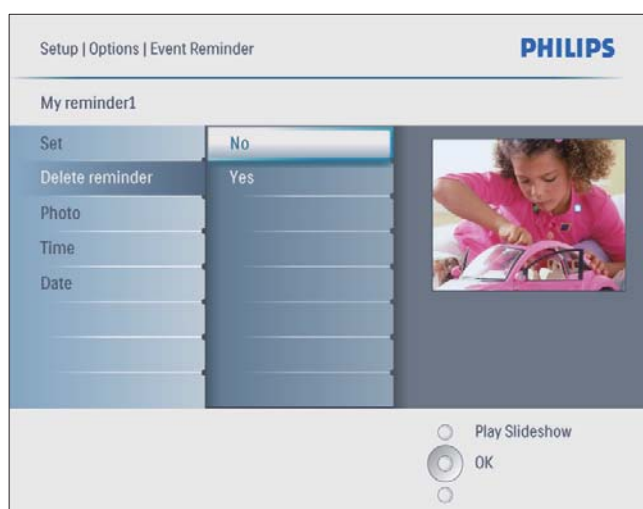 Setup | Options | Event Reminder
PHILIPS
My reminder1
Set
No
Delete reminder
Yes
Photo
Time
Date
Play Slideshow
OK